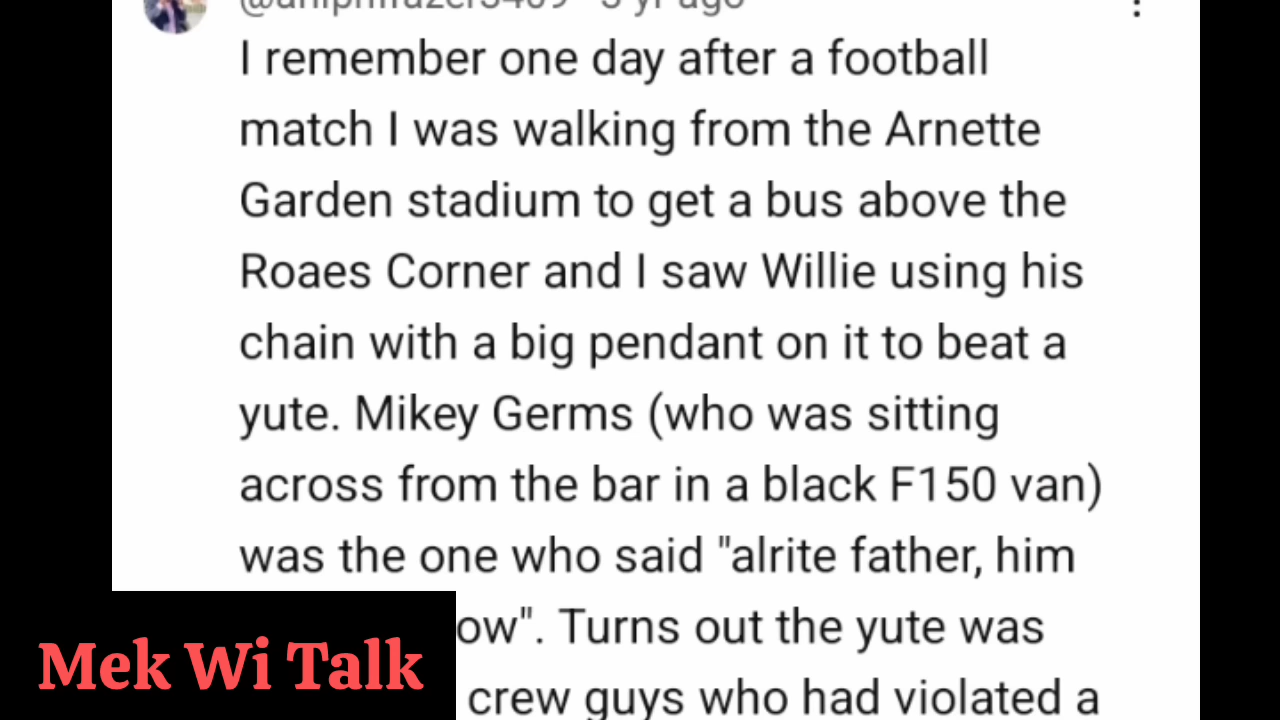 I remember one day after a football
match I was walking from the Arnette
Garden stadium to get a bus above the
Roaes Corner and I saw Willie using his
chain with a big pendant on it to beat a
yute. Mikey Germs (who was sitting
across from the bar in a black F150 van)
was the one who said "alrite father, him
ow". Turns out the yute was
crew guys who had violated a
Mek Wi Talk